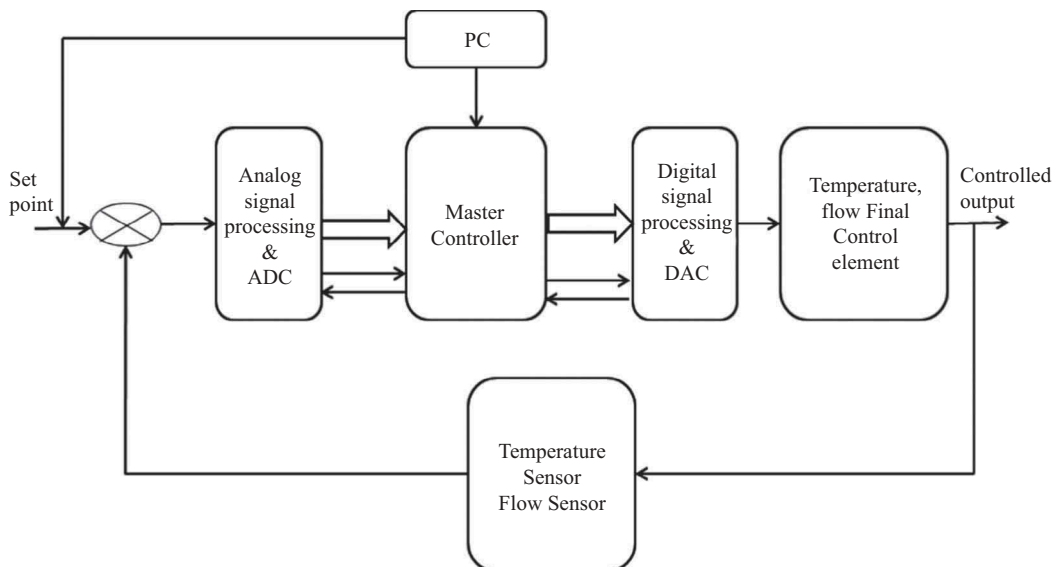 PC
Set
point
Analog
signal
processing
&
ADC
Master
Controller
Digital
signal
processing
&
DAC
Temperature,
flow Final
Control
element
Controlled
output
Temperature
Sensor
Flow Sensor